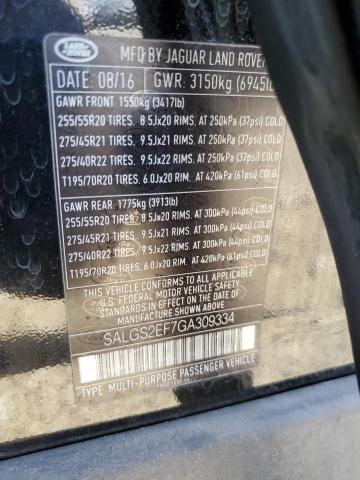 LAND ROVER
MFD BY JAGUAR LAND ROVER
DATE: 08/16 GWR: 3150kg (6945lb
GAWR FRONT: 1550kg (3417lb)
255/55R20 TIRES: 8.5Jx20 RIMS. AT 250kPa (37psi) COLD
275/45R21 TIRES: 9.5Jx21 RIMS. AT 250kPa (37psi) COLD
275/40R22 TIRES: 9.5Jx22 RIMS. AT 250kPa (37psi) COLD
T195/70R20 TIRES: 6.0Jx20 RIMS. AT 420kPa (61psi) COLD
GAWR REAR: 1775kg (3913lb)
255/55R20 TIRES: 8.5Jx20 RIMS. AT 300kPa (44psi) COLD
275/45R21 TIRES: 9.5Jx21 RIMS. AT 300kPa (44psi) COLD
275/40R22 TIRES: 9.5Jx22 RIMS. AT 300kPa (44psi) COLD
T195/70R20 TIRES: 6.0Jx20 RIMS. AT 420kPa (61psi) COLD
THIS VEHICLE CONFORMS TO ALL APPLICABLE
U.S. FEDERAL MOTOR VEHICLE SAFETY
STANDARDS IN EFFECT ON THE DATE OF
MANUFACTURE SHOWN ABOVE.
SALGS2EF7GA309334
TYPE: MULTI-PURPOSE PASSENGER VEHICLE